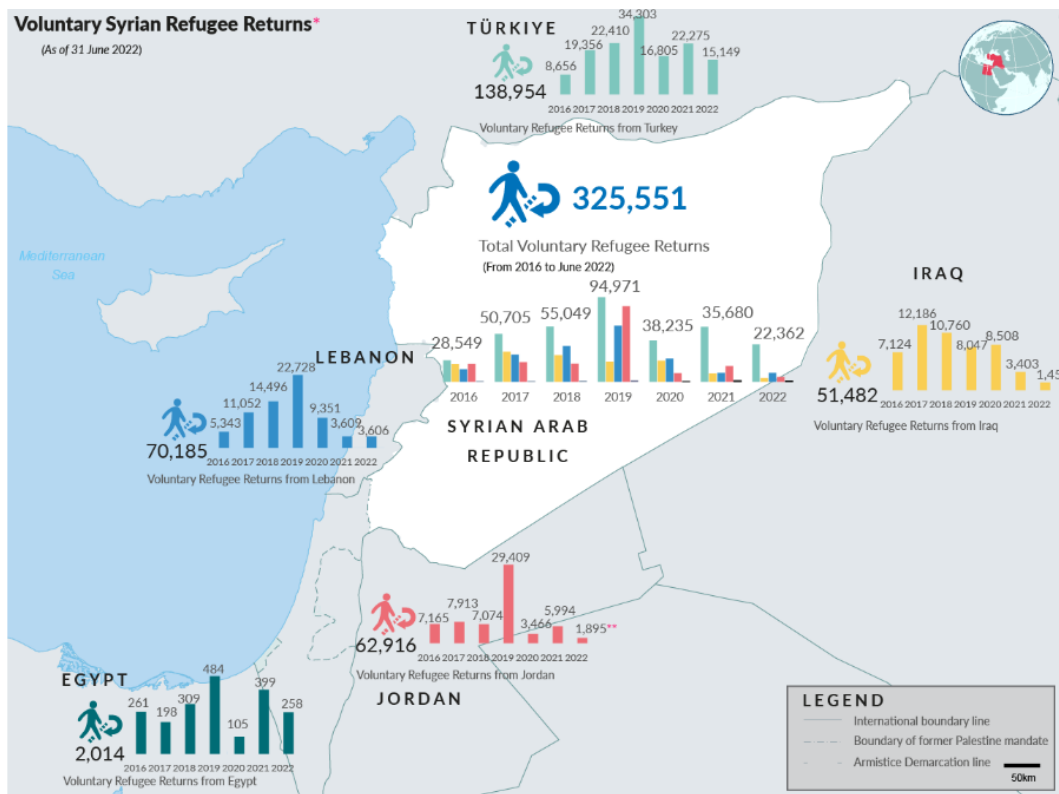 Voluntary Syrian Refugee Returns*
(As of 31 June 2022)
TÜRKİYE
138,954
8,656
19,356
22,410
34,303
16,805
22,275
15,149
2016 2017 2018 2019 2020 2021 2022
Voluntary Refugee Returns from Turkey
325,551
Total Voluntary Refugee Returns
(From 2016 to June 2022)
Mediterranean
Sea
28,549
50,705
55,049
94,971
38,235
35,680
22,362
2016 2017 2018 2019 2020 2021 2022
SYRIAN ARAB
REPUBLIC
IRAQ
51,482
7,124
12,186
10,760
8,047
8,508
3,403
1,45
2016 2017 2018 2019 2020 2021 2022
Voluntary Refugee Returns from Iraq
LEBANON
70,185
5,343
11,052
14,496
22,728
9,351
3,609
3,606
2016 2017 2018 2019 2020 2021 2022
Voluntary Refugee Returns from Lebanon
62,916
7,165
7,913
7,074
29,409
3,466
5,994
1,895**
2016 2017 2018 2019 2020 2021 2022
Voluntary Refugee Returns from Jordan
JORDAN
EGYPT
2,014
261
198
309
484
105
399
258
2016 2017 2018 2019 2020 2021 2022
Voluntary Refugee Returns from Egypt
LEGEND
International boundary line
Boundary of former Palestine mandate
Armistice Demarcation line
50km